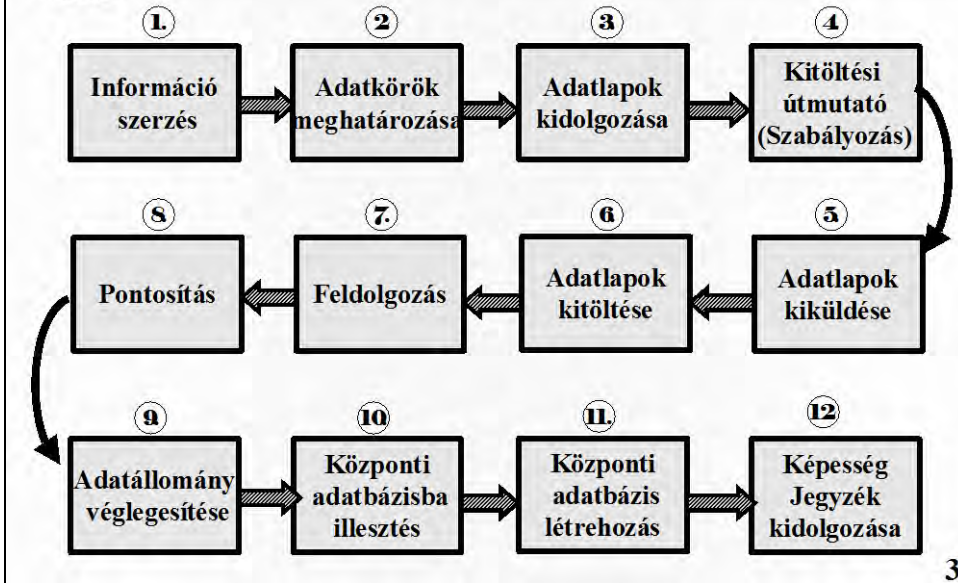 1.
Információ
szerzés
2
Adatkörök
meghatározása
3
Adatlapok
kidolgozása
4
Kitöltési
útmutató
(Szabályozás)
5.
Adatlapok
kiküldése
6
Adatlapok
kitöltése
7.
Feldolgozás
8
Pontosítás
9
Adatállomány
véglegesítése
10
Központi
adatbázisba
illesztés
11.
Központi
adatbázis
létrehozás
12
Képesség
Jegyzék
kidolgozása
3